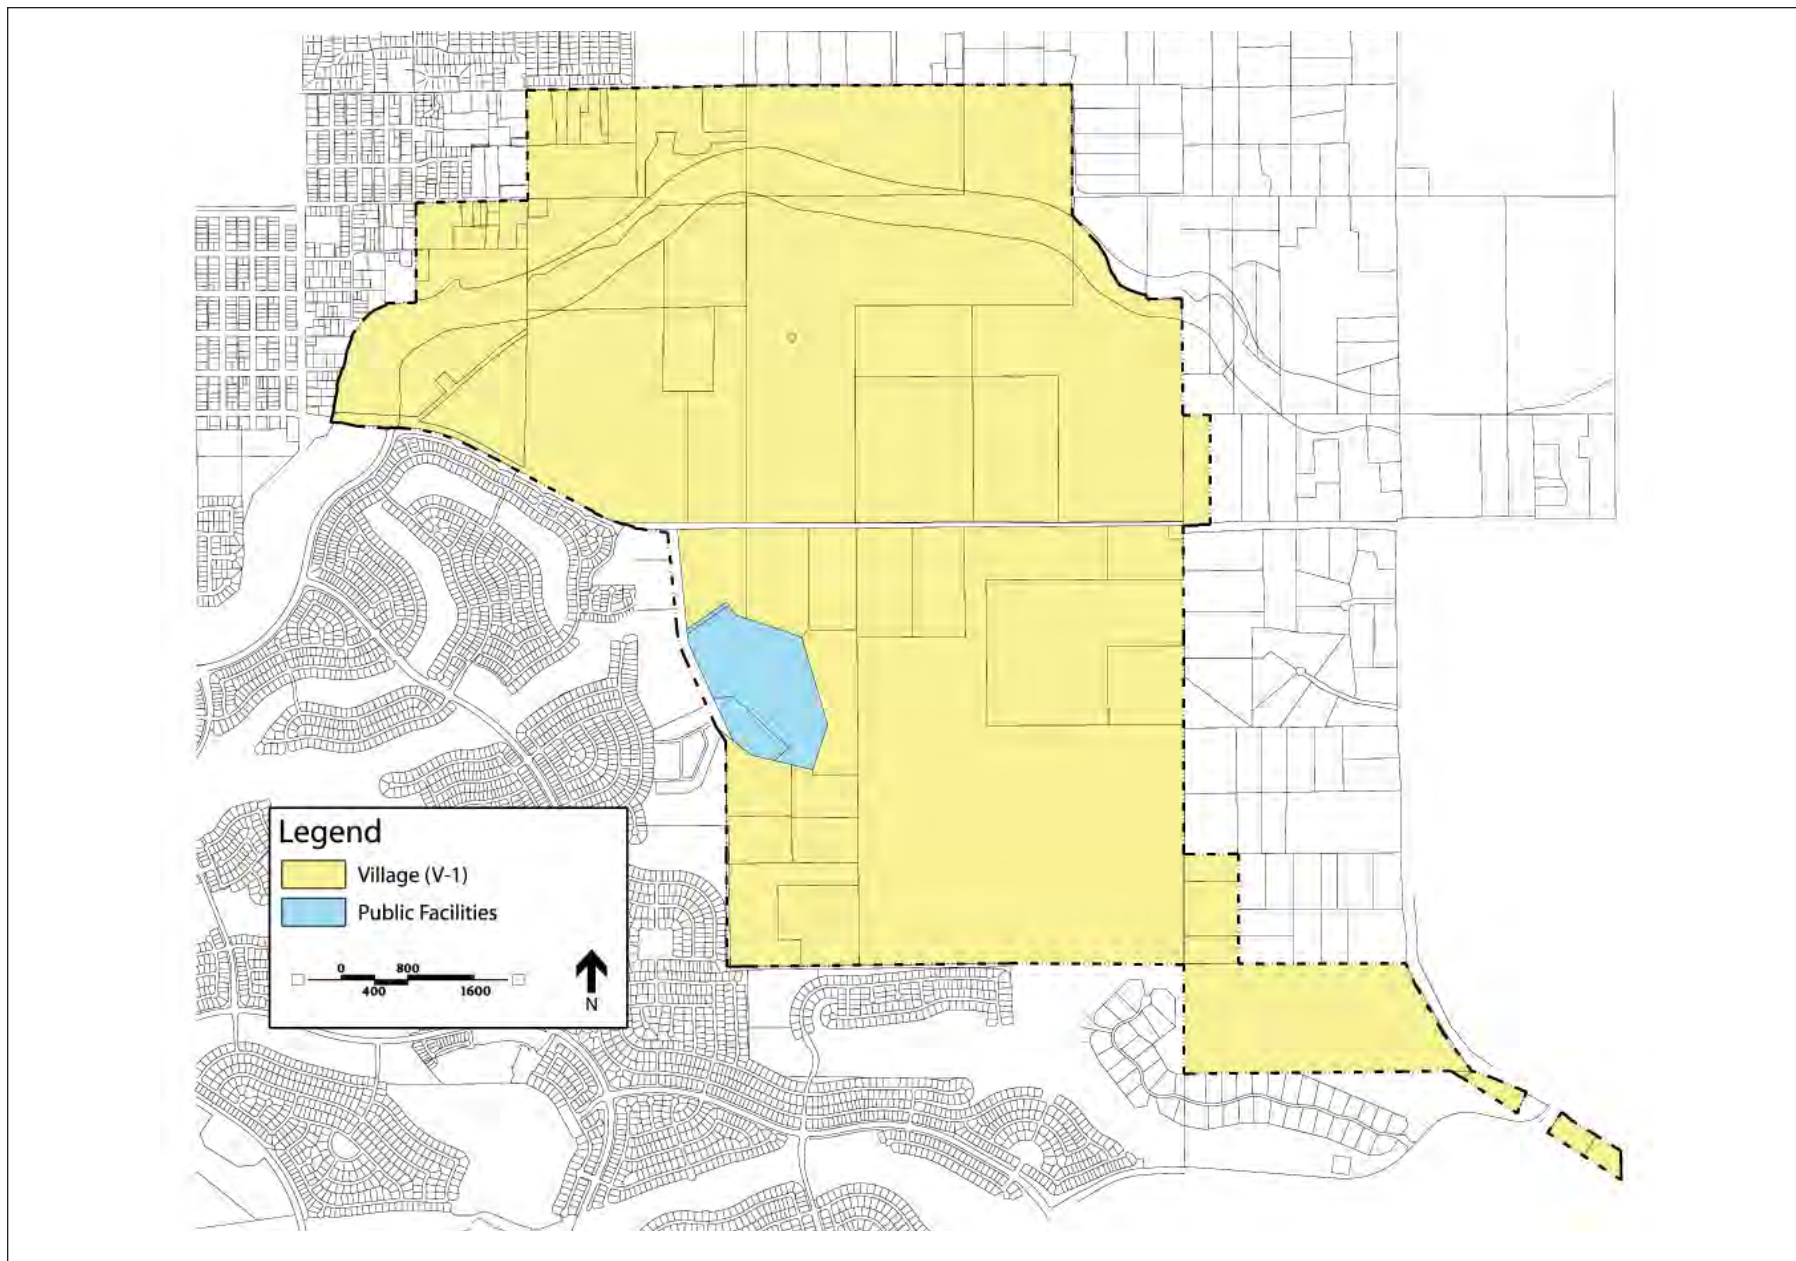 Legend
Village (V-1)
Public Facilities
0 800
400 1600
N